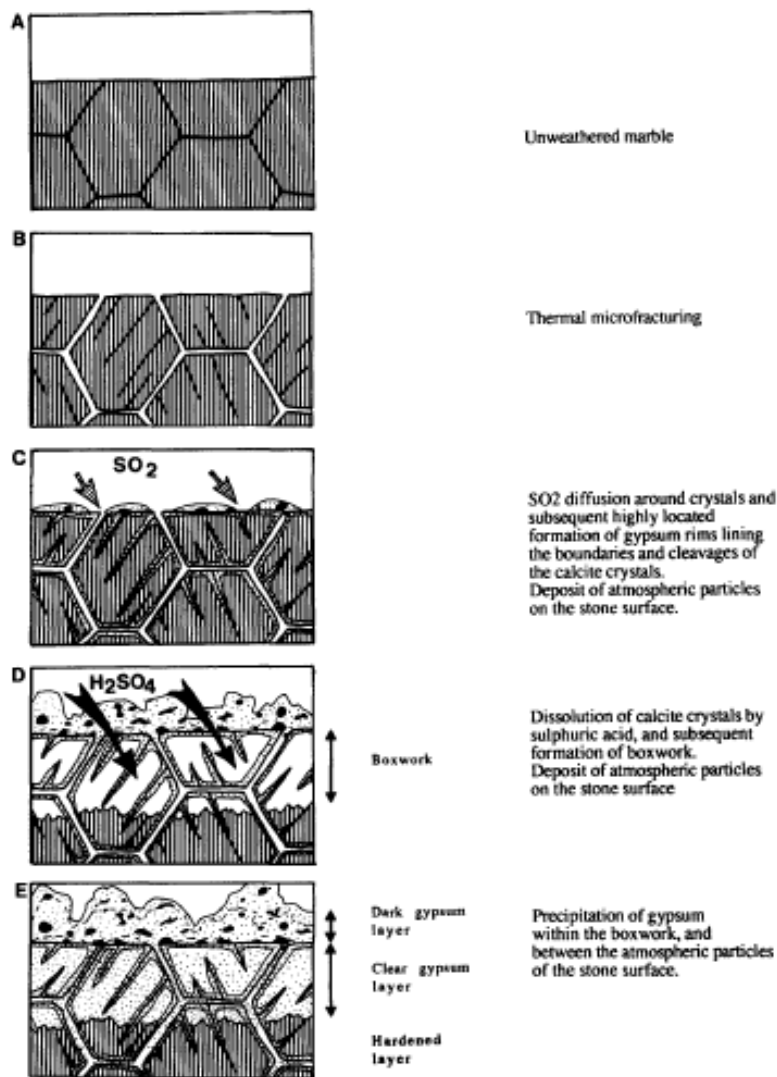 A
Unweathered marble
B
Thermal microfracturing
C
SO2
SO2 diffusion around crystals and
subsequent highly located
formation of gypsum rims lining
the boundaries and cleavages of
the calcite crystals.
Deposit of atmospheric particles
on the stone surface.
D
H2SO4
Boxwork
Dissolution of calcite crystals by
sulphuric acid, and subsequent
formation of boxwork.
Deposit of atmospheric particles
on the stone surface
E
Dark gypsum
layer
Clear gypsum
layer
Hardened
layer
Precipitation of gypsum
within the boxwork, and
between the atmospheric particles
of the stone surface.